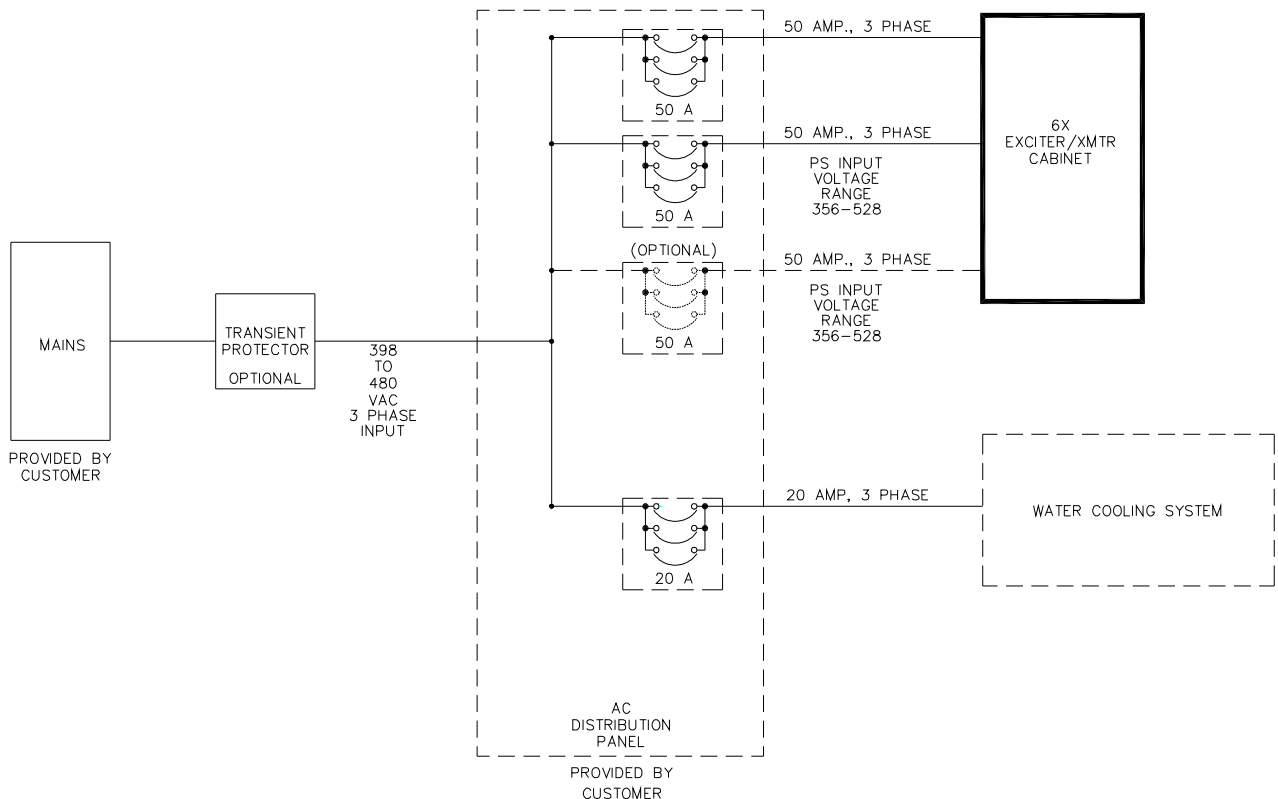 50 AMP., 3 PHASE
50 A
50 AMP., 3 PHASE
PS INPUT
VOLTAGE
RANGE
356-528
50 A
6X
EXCITER/XMTR
CABINET
(OPTIONAL)
50 AMP., 3 PHASE
PS INPUT
VOLTAGE
RANGE
356-528
50 A
MAINS
PROVIDED BY
CUSTOMER
TRANSIENT
PROTECTOR
OPTIONAL
398
TO
480
VAC
3 PHASE
INPUT
20 AMP, 3 PHASE
20 A
WATER COOLING SYSTEM
AC
DISTRIBUTION
PANEL
PROVIDED BY
CUSTOMER